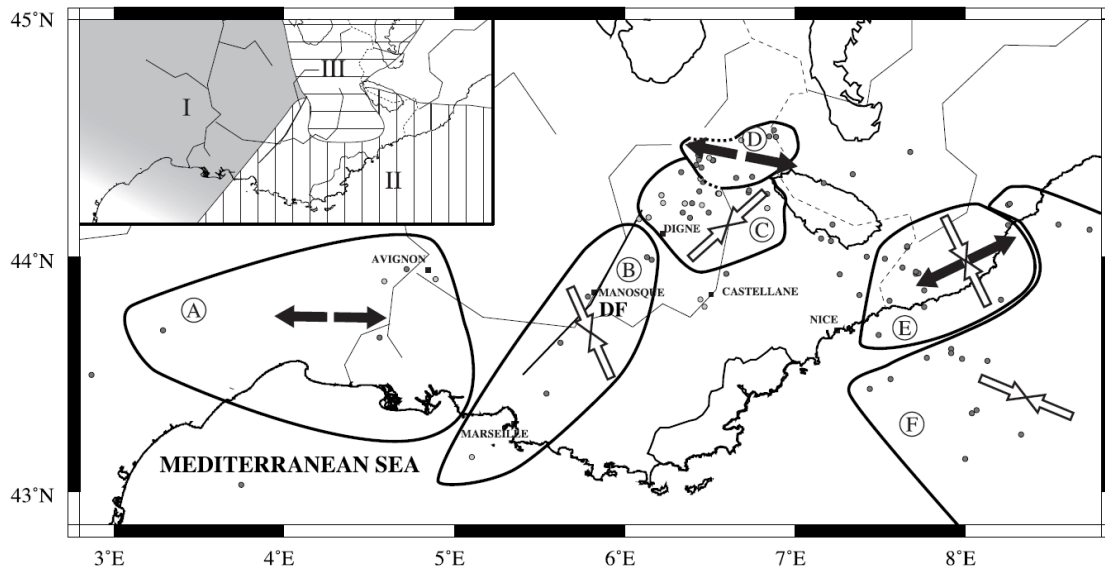 45°N
III
I
II
D
C
DIGNE
44°N
AVIGNON
B
MANOSQUE
CASTELLANE
DF
A
NICE
E
F
MARSEILLE
MEDITERRANEAN SEA
43°N
3°E 4°E 5°E 6°E 7°E 8°E